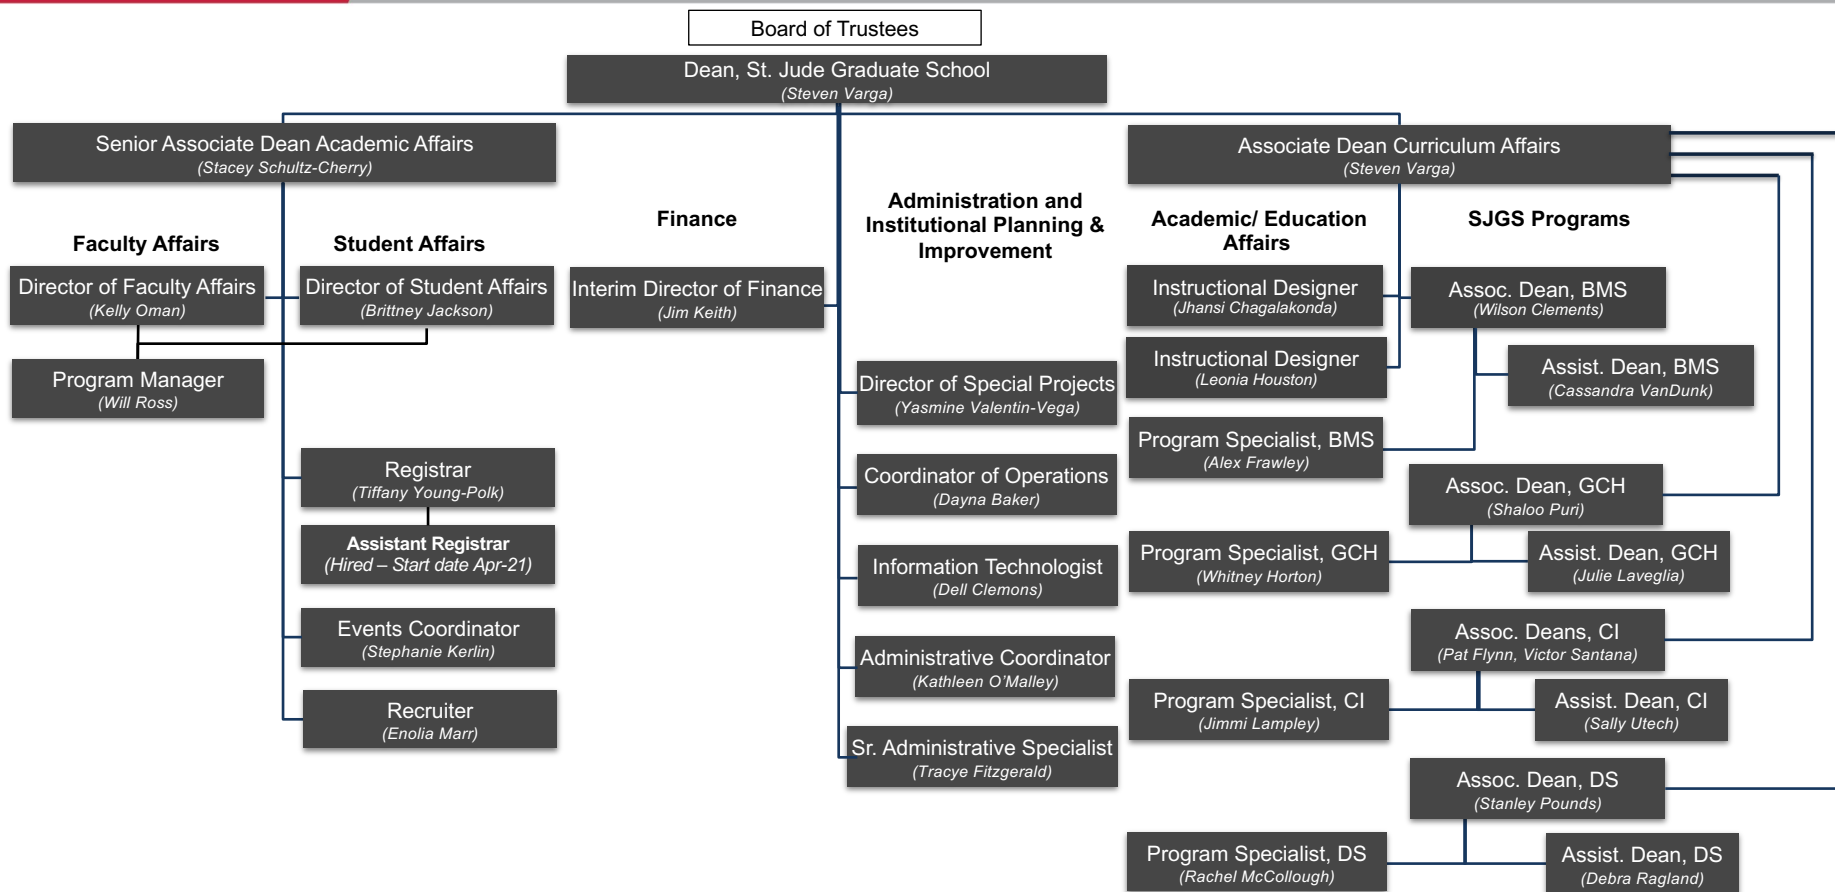 Board of Trustees
Dean, St. Jude Graduate School
(Steven Varga)
Senior Associate Dean Academic Affairs
(Stacey Schultz-Cherry)
Associate Dean Curriculum Affairs
(Steven Varga)
Faculty Affairs
Student Affairs
Finance
Administration and
Institutional Planning &
Improvement
Academic/ Education
Affairs
SJGS Programs
Director of Faculty Affairs
(Kelly Oman)
Director of Student Affairs
(Brittney Jackson)
Program Manager
(Will Ross)
Registrar
(Tiffany Young-Polk)
Assistant Registrar
(Hired – Start date Apr-21)
Events Coordinator
(Stephanie Kerlin)
Recruiter
(Enolia Marr)
Interim Director of Finance
(Jim Keith)
Director of Special Projects
(Yasmine Valentin-Vega)
Coordinator of Operations
(Dayna Baker)
Information Technologist
(Dell Clemons)
Administrative Coordinator
(Kathleen O’Malley)
Sr. Administrative Specialist
(Tracye Fitzgerald)
Instructional Designer
(Jhansi Chagalakonda)
Instructional Designer
(Leonia Houston)
Assoc. Dean, BMS
(Wilson Clements)
Assist. Dean, BMS
(Cassandra VanDunk)
Program Specialist, BMS
(Alex Frawley)
Assoc. Dean, GCH
(Shaloo Puri)
Program Specialist, GCH
(Whitney Horton)
Assist. Dean, GCH
(Julie Laveglia)
Assoc. Deans, CI
(Pat Flynn, Victor Santana)
Program Specialist, CI
(Jimmi Lampley)
Assist. Dean, CI
(Sally Utech)
Assoc. Dean, DS
(Stanley Pounds)
Program Specialist, DS
(Rachel McCollough)
Assist. Dean, DS
(Debra Ragland)